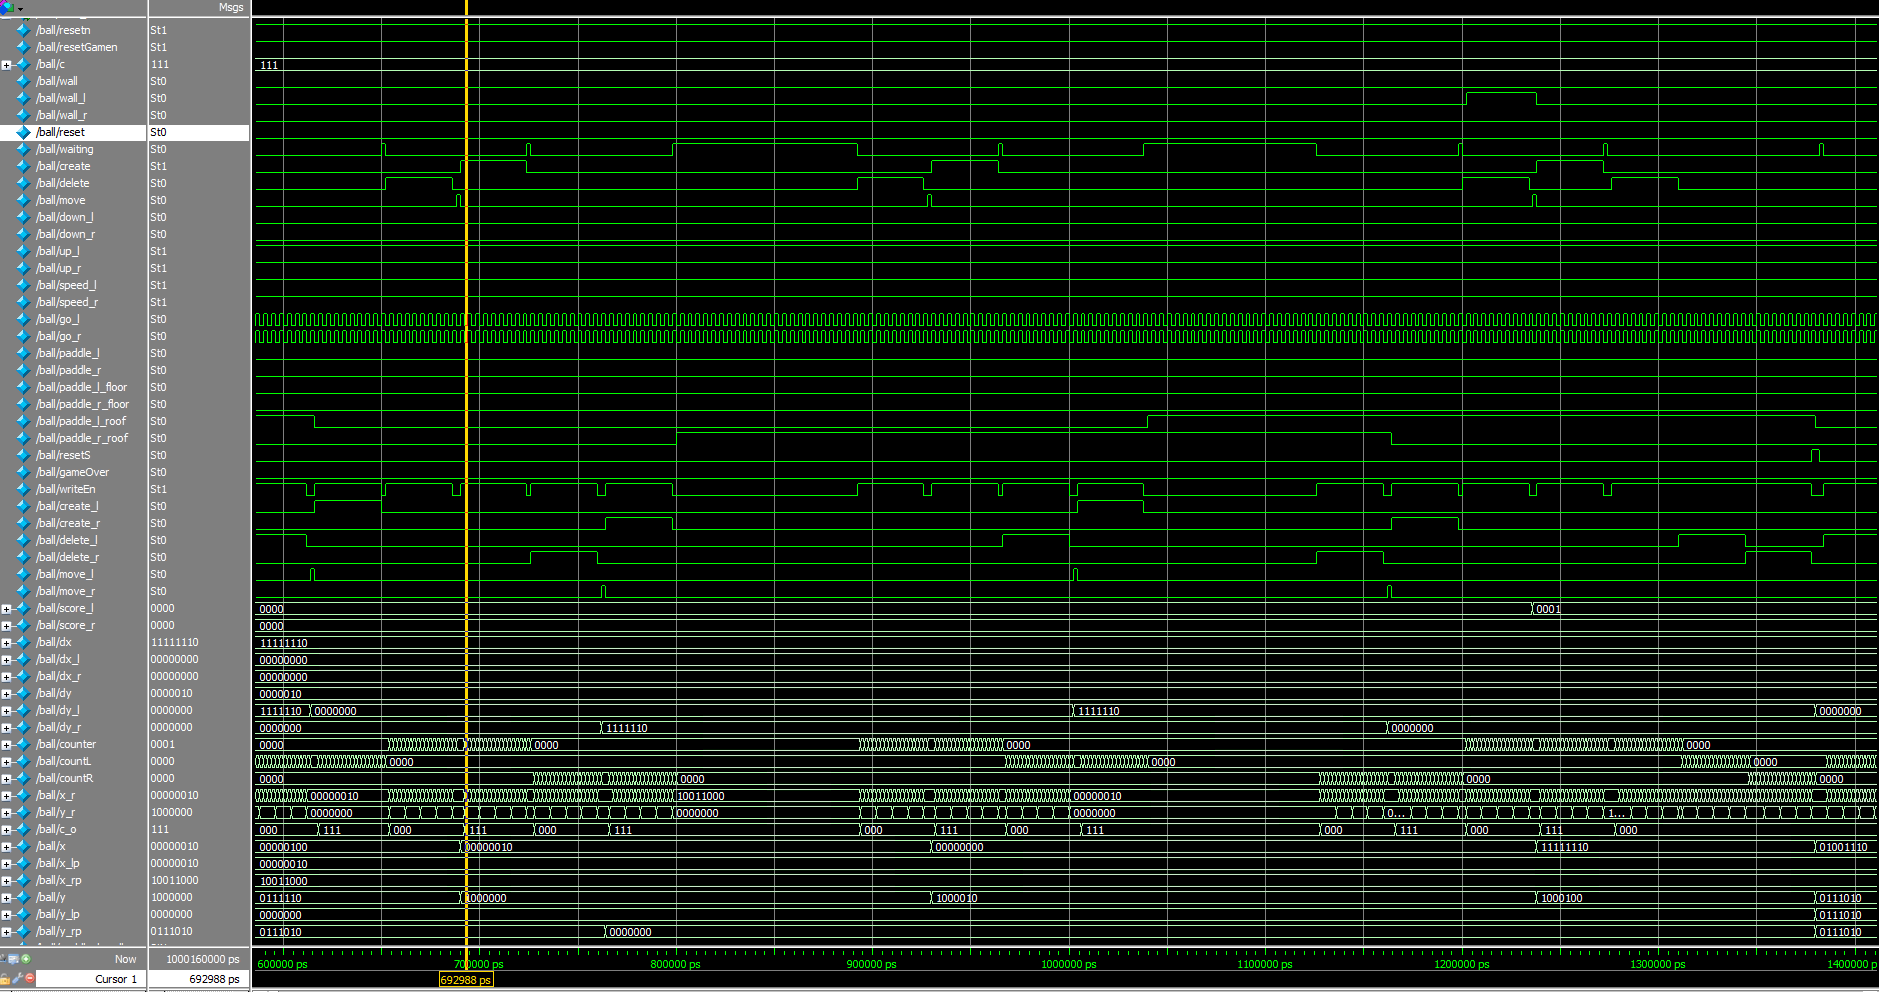 Msgs
/ball/resetn St1
/ball/resetGamen St1
/ball/c 111 111
/ball/wall St0
/ball/wall_l St0
/ball/wall_r St0
/ball/reset St0
/ball/waiting St0
/ball/create St1
/ball/delete St0
/ball/move St0
/ball/down_l St0
/ball/down_r St0
/ball/up_l St1
/ball/up_r St1
/ball/speed_l St1
/ball/speed_r St1
/ball/go_l St0
/ball/go_r St0
/ball/paddle_l St0
/ball/paddle_r St0
/ball/paddle_l_floor St0
/ball/paddle_r_floor St0
/ball/paddle_l_roof St0
/ball/paddle_r_roof St0
/ball/resetS St0
/ball/gameOver St0
/ball/writeEn St1
/ball/create_l St0
/ball/create_r St0
/ball/delete_l St0
/ball/delete_r St0
/ball/move_l St0
/ball/move_r St0
/ball/score_l 0000 0000 0001
/ball/score_r 0000 0000
/ball/dx 11111110 11111110
/ball/dx_l 00000000 00000000
/ball/dx_r 00000000 00000000
/ball/dy 0000010 0000010
/ball/dy_l 0000000 1111110 0000000 1111110 0000000
/ball/dy_r 0000000 0000000 1111110 0000000
/ball/counter 0001 0000 0000 0000 0000
/ball/countL 0000 0000 0000 0000
/ball/countR 0000 0000 0000 0000 0000
/ball/x_r 00000010 00000010 10011000 00000010
/ball/y_r 1000000 0000000 0000000 0000000 0... 1...
/ball/c_o 111 000 111 000 111 000 111 000 111 000 111 000 111 000 111 000
/ball/x 00000010 00000100 00000010 00000000 11111110 01001110
/ball/x_lp 00000010 00000010
/ball/x_rp 10011000 10011000
/ball/y 1000000 0111110 1000000 1000010 1000100 0111010
/ball/y_lp 0000000 0000000 0111010
/ball/y_rp 0111010 0111010 0000000 0111010
Now 1000160000 ps 600000 ps 700000 ps 800000 ps 900000 ps 1000000 ps 1100000 ps 1200000 ps 1300000 ps 1400000 p
Cursor 1 692988 ps 692988 ps